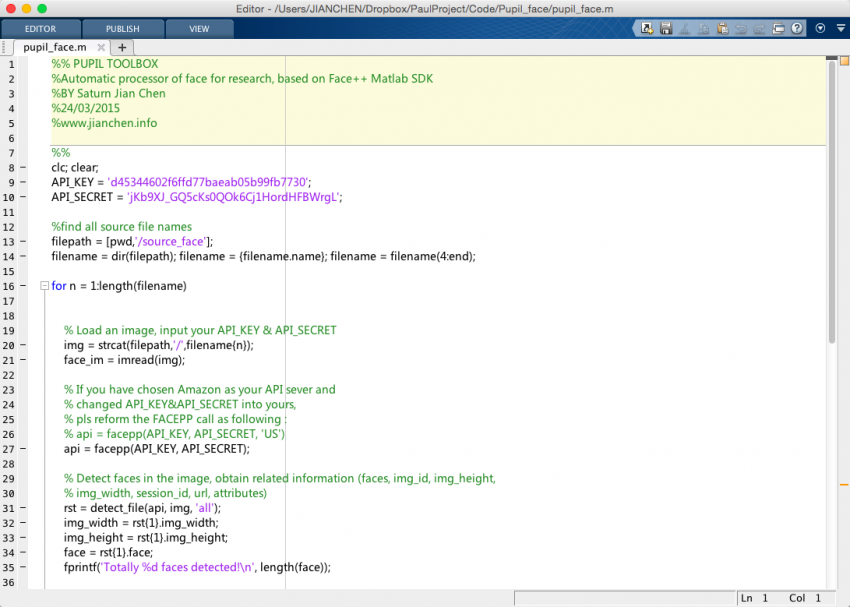 Editor - /Users/JIANCHEN/Dropbox/PaulProject/Code/Pupil_face/pupil_face.m
EDITOR PUBLISH VIEW
pupil_face.m
1 %% PUPIL TOOLBOX
2 %Automatic processor of face for research, based on Face++ Matlab SDK
3 %BY Saturn Jian Chen
4 %24/03/2015
5 %www.jianchen.info
6
7 %%
8 clc; clear;
9 API_KEY = 'd45344602f6ffd77baeab05b99fb7730';
10 API_SECRET = 'jKb9XJ_GQ5cKs0QOk6Cj1HordHFBWrgL';
11
12 %find all source file names
13 filepath = [pwd,'/source_face'];
14 filename = dir(filepath); filename = {filename.name}; filename = filename(4:end);
15
16 for n = 1:length(filename)
17
18
19 % Load an image, input your API_KEY & API_SECRET
20 img = strcat(filepath,'/',filename{n});
21 face_im = imread(img);
22
23 % If you have chosen Amazon as your API sever and
24 % changed API_KEY&API_SECRET into yours,
25 % pls reform the FACEPP call as following :
26 % api = facepp(API_KEY, API_SECRET, 'US')
27 api = facepp(API_KEY, API_SECRET);
28
29 % Detect faces in the image, obtain related information (faces, img_id, img_height,
30 % img_width, session_id, url, attributes)
31 rst = detect_file(api, img, 'all');
32 img_width = rst{1}.img_width;
33 img_height = rst{1}.img_height;
34 face = rst{1}.face;
35 fprintf('Totally %d faces detected!\n', length(face));
36
Ln 1 Col 1